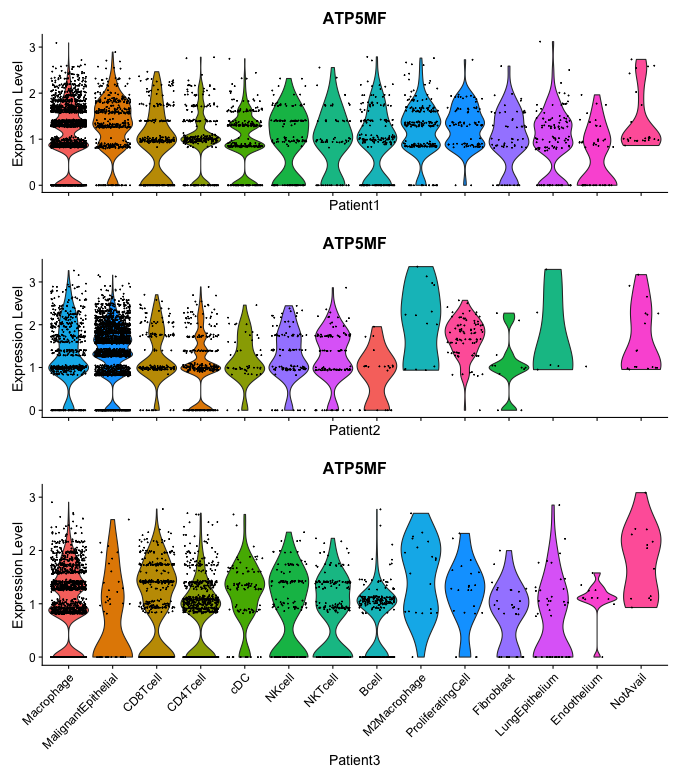 ATP5MF
Expression Level
3
2
1
0
Patient1
ATP5MF
Expression Level
3
2
1
0
Patient2
ATP5MF
Expression Level
3
2
1
0
Macrophage
MalignantEpithelial
CD8Tcell
CD4Tcell
cDC
NKcell
NKTcell
Bcell
M2Macrophage
ProliferatingCell
Fibroblast
LungEpithelium
Endothelium
NotAvail
Patient3